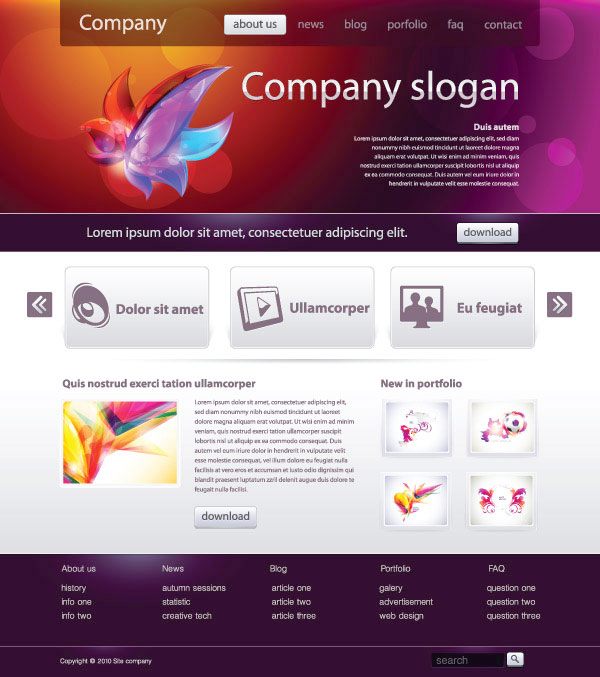 Company
about us news blog porfolio faq contact
Company slogan
Duis autem
Lorem ipsum dolor sit amet, consectetuer adipiscing elit, sed diam
nonummy nibh euismod tincidunt ut laoreet dolore magna
aliquam erat volutpat. Ut wisi enim ad minim veniam, quis
nostrud exerci tation ullamcorper suscipit lobortis nisl ut aliquip
ex ea commodo consequat. Duis autem vel eum iriure dolor in
hendrerit in vulputate velit esse molestie consequat.
Lorem ipsum dolor sit amet, consectetuer adipiscing elit.
download
Dolor sit amet
Ullamcorper
Eu feugiat
Quis nostrud exerci tation ullamcorper
Lorem ipsum dolor sit amet, consectetuer adipiscing
elit, sed diam nonummy nibh euismod tincidunt ut
laoreet dolore magna aliquam erat volutpat. Ut wisi
enim ad minim veniam, quis nostrud exerci tation
ullamcorper suscipit lobortis nisl ut aliquip ex ea
commodo consequat. Duis autem vel eum iriure dolor
in hendrerit in vulputate velit esse molestie
consequat, vel illum dolore eu feugiat nulla
facilisis at vero eros et accumsan et iusto odio
dignissim qui blandit praesent luptatum zzril delenit augue duis dolore te
feugait nulla facilisi.
download
New in portfolio
About us
history
info one
info two
News
autumn sessions
statistic
creative tech
Blog
article one
article two
article three
Portfolio
galery
advertisement
web design
FAQ
question one
question two
question three
Copyright © 2010 Site company
search